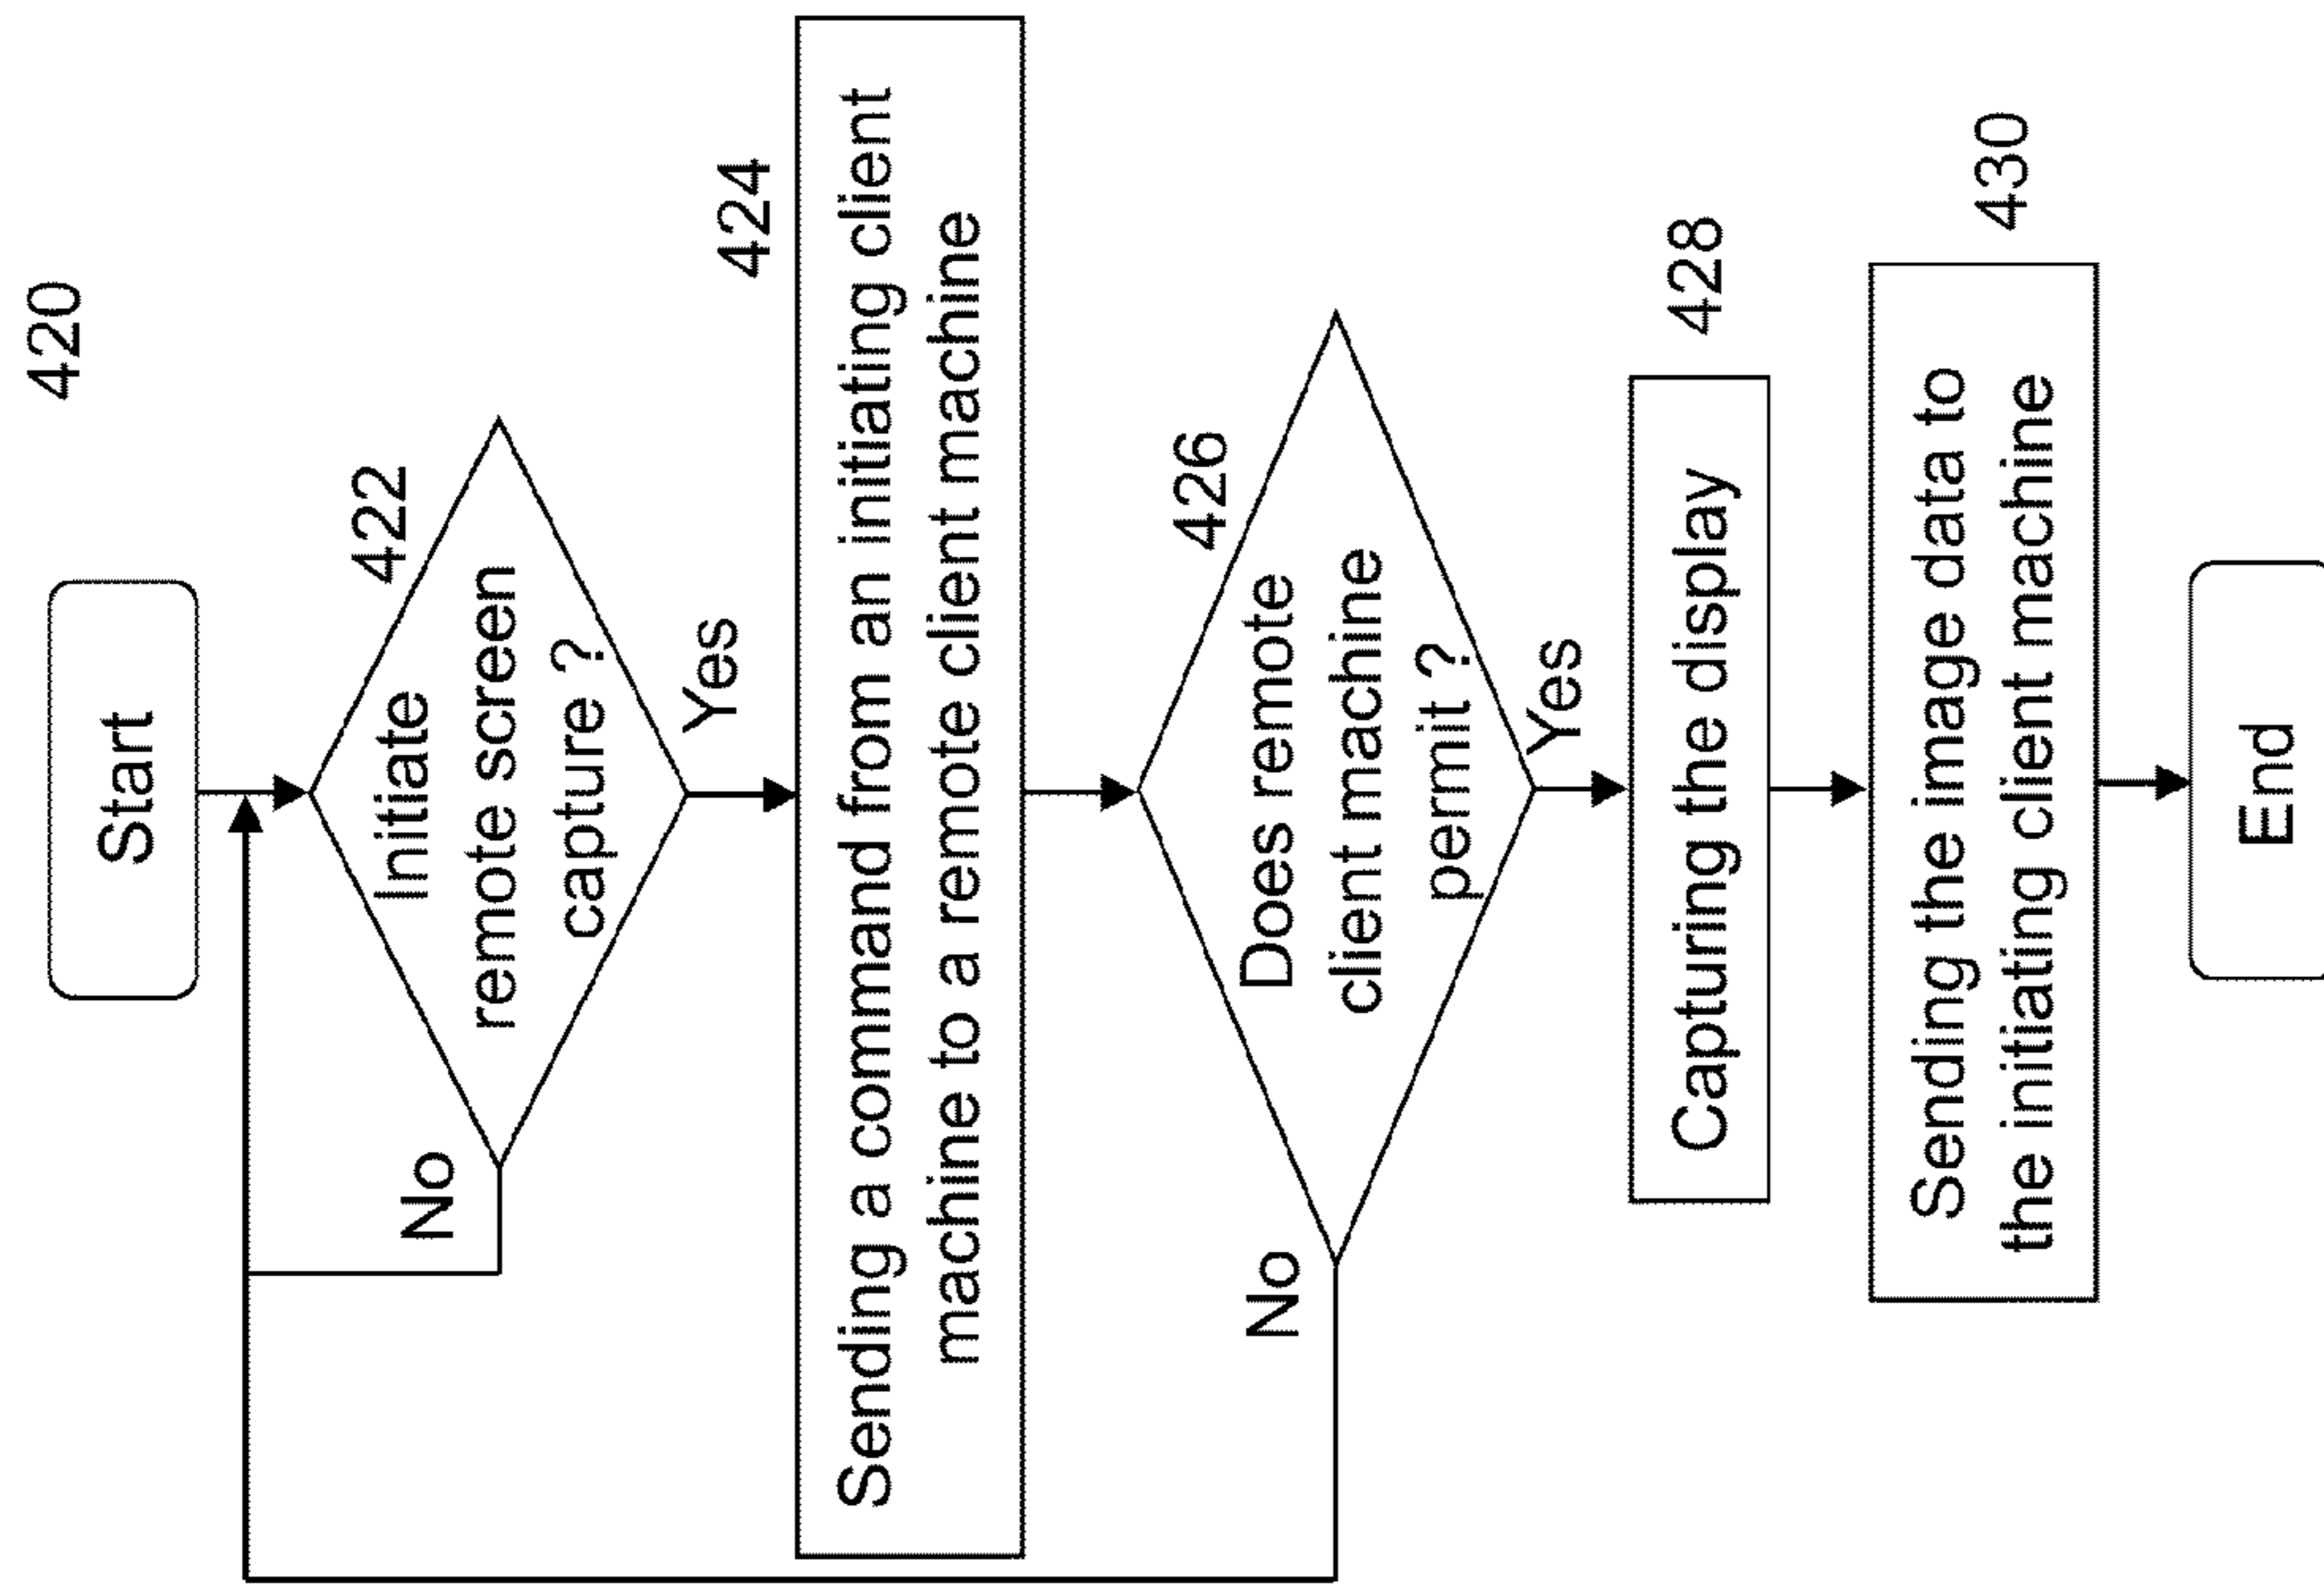 420
Start
422
Initiate
remote screen
capture ?
No
Yes
424
Sending a command from an initiating client
machine to a remote client machine
426
Does remote
client machine
permit ?
No
Yes
428
Capturing the display
430
Sending the image data to
the initiating client machine
End